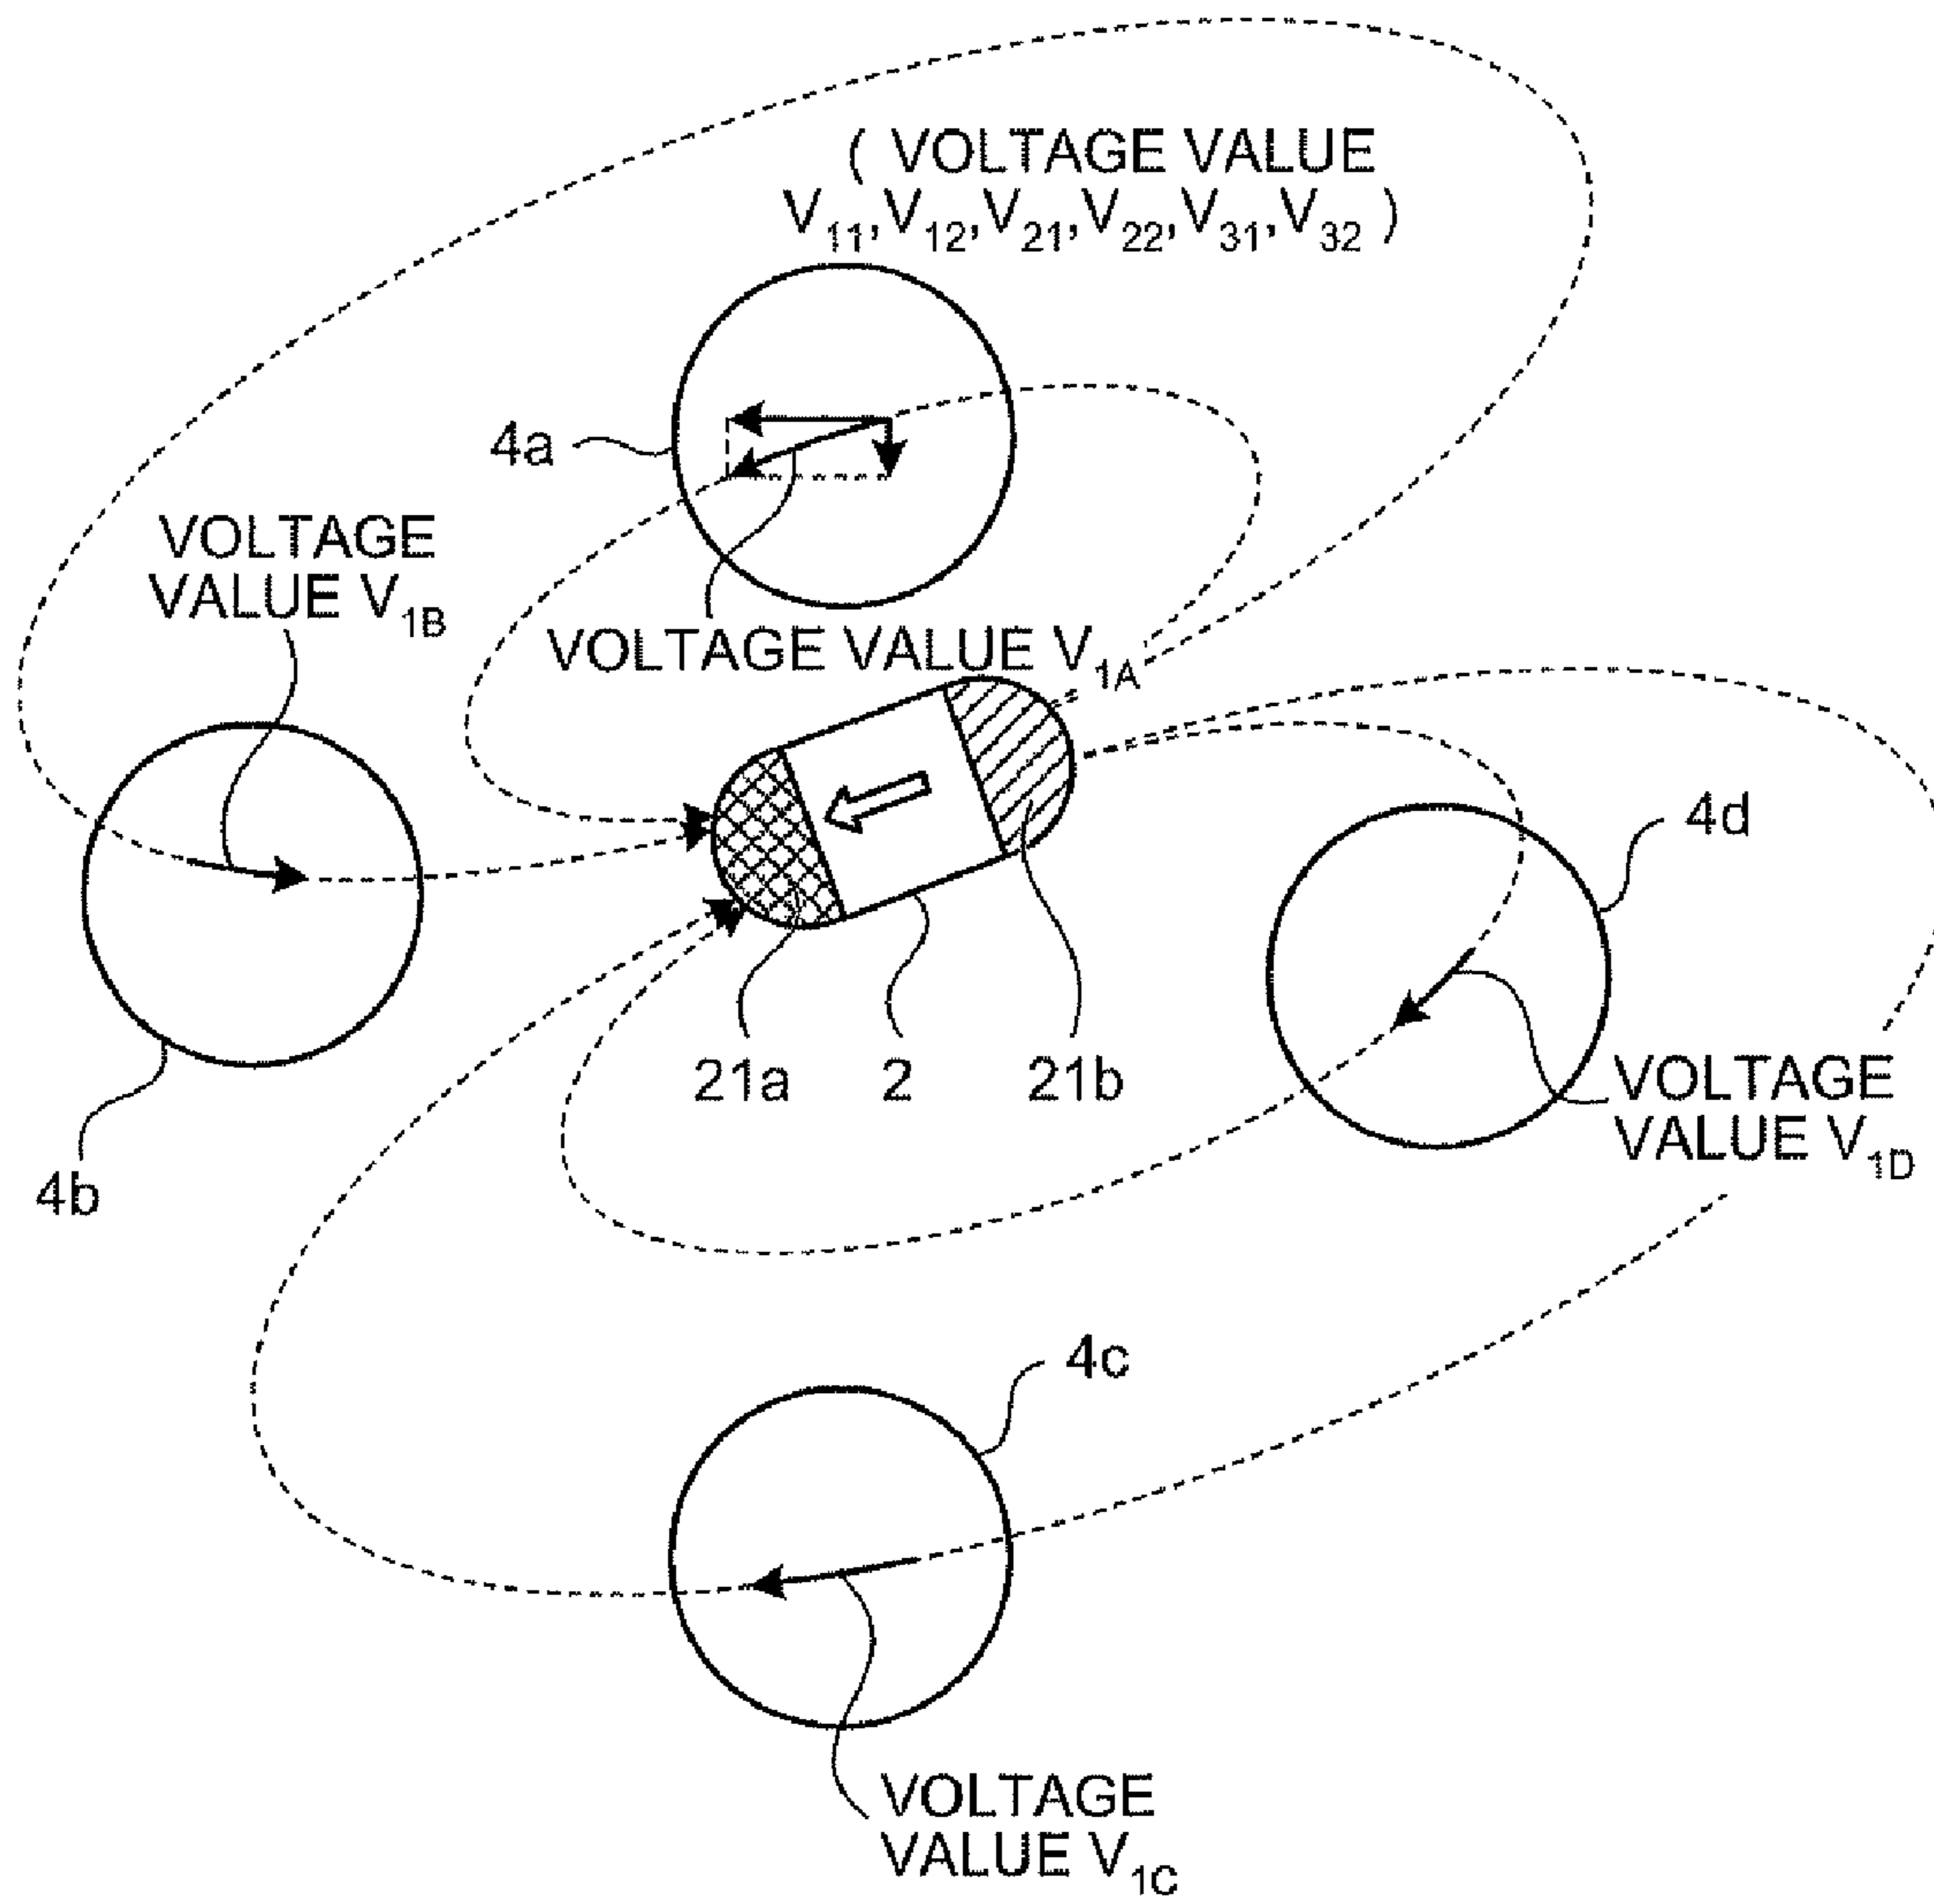 ( VOLTAGE VALUE
V11, V12, V21, V22, V31, V32 )
4a
VOLTAGE
VALUE V1B
VOLTAGE VALUE V1A
4d
21a
2
21b
VOLTAGE
VALUE V1D
4b
4c
VOLTAGE
VALUE V1C